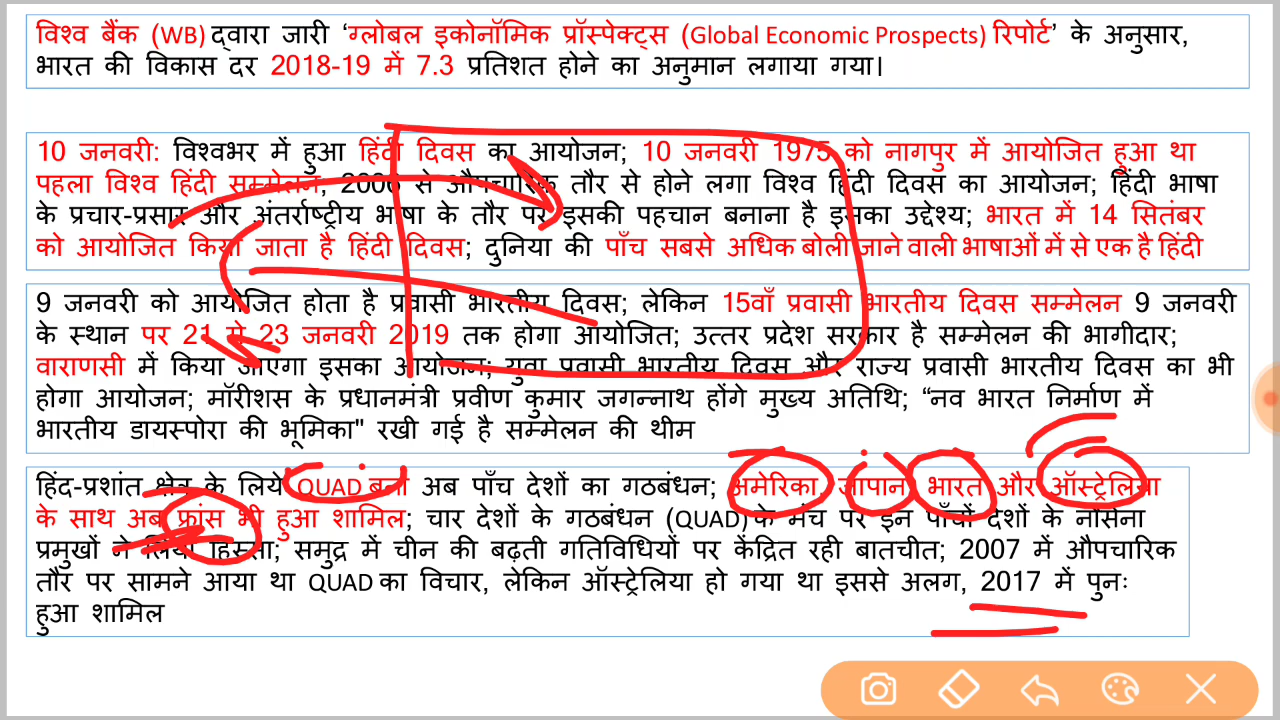 विश्व बैंक (WB) द्वारा जारी ‘ग्लोबल इकोनॉमिक प्रॉस्पेक्ट्स (Global Economic Prospects) रिपोर्ट’ के अनुसार,
भारत की विकास दर 2018-19 में 7.3 प्रतिशत होने का अनुमान लगाया गया।
10 जनवरी: विश्वभर में हुआ हिंदी दिवस का आयोजन; 10 जनवरी 1975 को नागपुर में आयोजित हुआ था
पहला विश्व हिंदी सम्मेलन; 2006 से औपचारिक तौर से होने लगा विश्व हिंदी दिवस का आयोजन; हिंदी भाषा
के प्रचार-प्रसार और अंतर्राष्ट्रीय भाषा के तौर पर इसकी पहचान बनाना है इसका उद्देश्य; भारत में 14 सितंबर
को आयोजित किया जाता है हिंदी दिवस; दुनिया की पाँच सबसे अधिक बोली जाने वाली भाषाओं में से एक है हिंदी
9 जनवरी को आयोजित होता है प्रवासी भारतीय दिवस; लेकिन 15वाँ प्रवासी भारतीय दिवस सम्मेलन 9 जनवरी
के स्थान पर 21 से 23 जनवरी 2019 तक होगा आयोजित; उत्तर प्रदेश सरकार है सम्मेलन की भागीदार;
वाराणसी में किया जाएगा इसका आयोजन; युवा प्रवासी भारतीय दिवस और राज्य प्रवासी भारतीय दिवस का भी
होगा आयोजन; मॉरीशस के प्रधानमंत्री प्रवीण कुमार जगन्नाथ होंगे मुख्य अतिथि; “नव भारत निर्माण में
भारतीय डायस्पोरा की भूमिका" रखी गई है सम्मेलन की थीम
हिंद-प्रशांत क्षेत्र के लिये QUAD बना अब पाँच देशों का गठबंधन; अमेरिका, जापान, भारत और ऑस्ट्रेलिया
के साथ अब फ्रांस भी हुआ शामिल; चार देशों के गठबंधन (QUAD) के मंच पर इन पाँचों देशों के नौसेना
प्रमुखों ने लिया हिस्सा; समुद्र में चीन की बढ़ती गतिविधियों पर केंद्रित रही बातचीत; 2007 में औपचारिक
तौर पर सामने आया था QUAD का विचार, लेकिन ऑस्ट्रेलिया हो गया था इससे अलग, 2017 में पुनः
हुआ शामिल